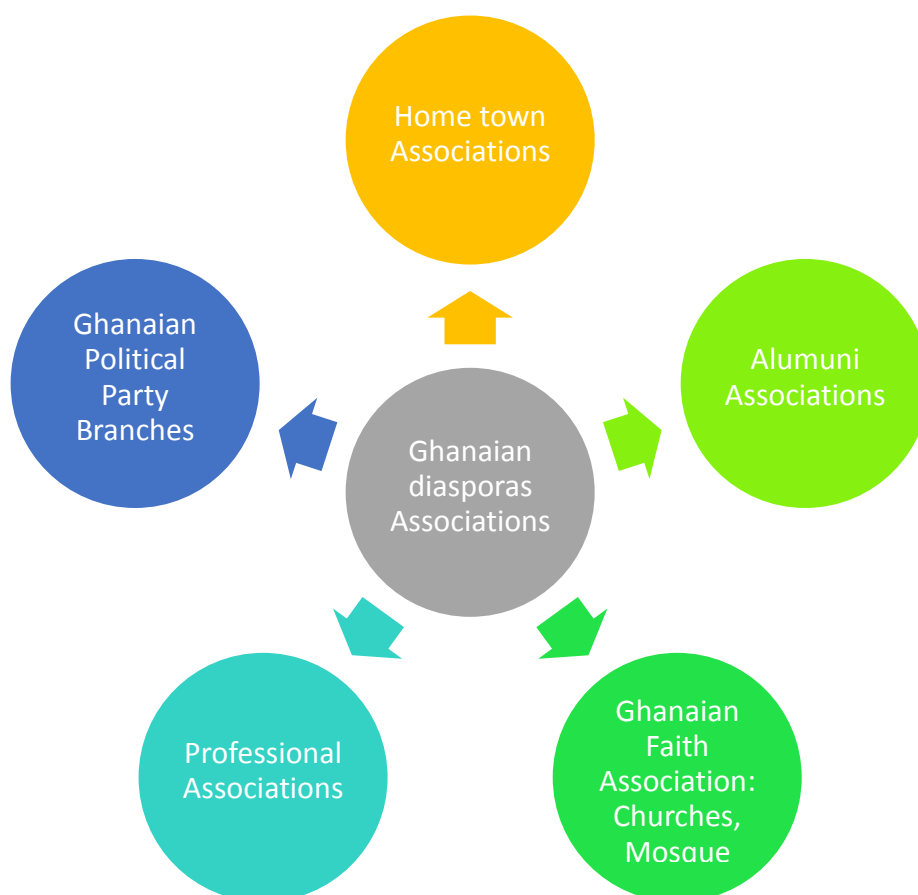 Home town
Associations
Ghanaian
Political
Party
Branches
Alumuni
Associations
Ghanaian
diasporas
Associations
Professional
Associations
Ghanaian
Faith
Association:
Churches,
Mosque